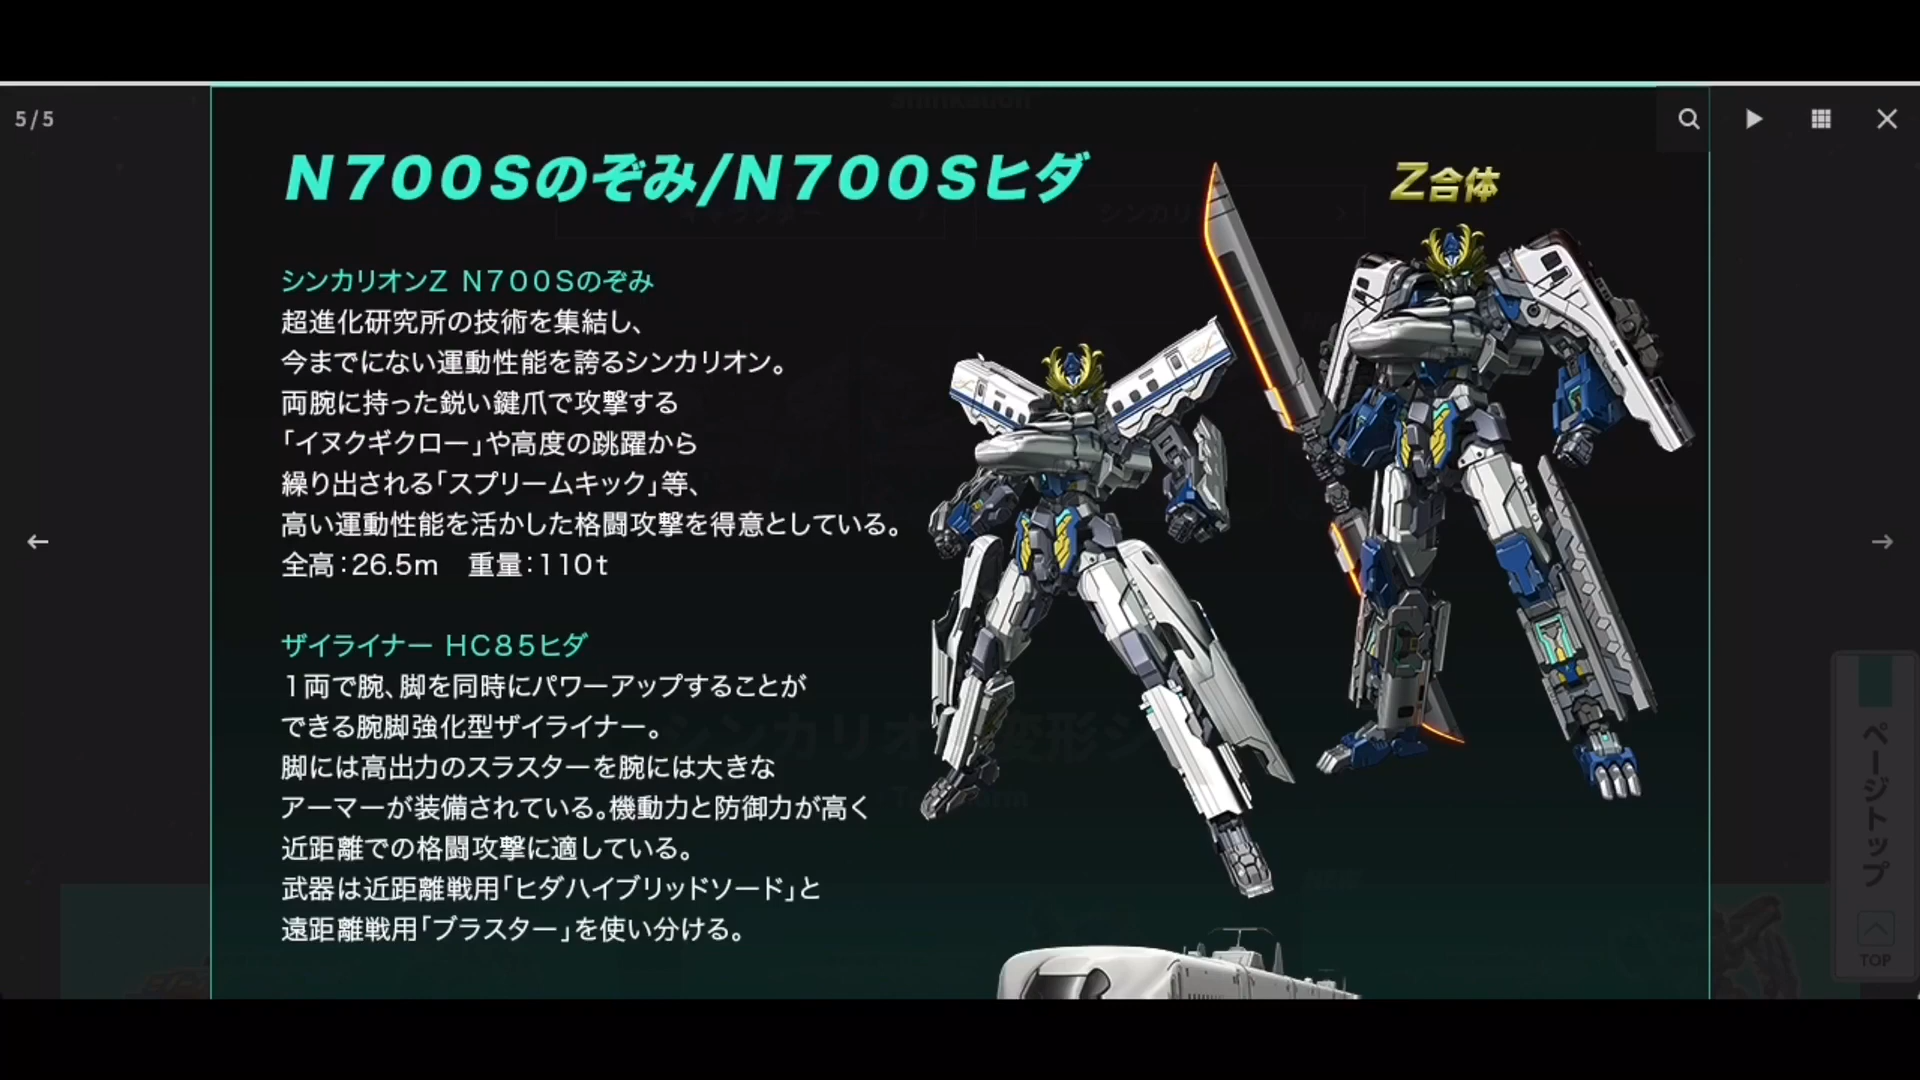 5/5
N700Sのぞみ/N700Sヒダ
Z合体
シンカリオンZ N700Sのぞみ
超進化研究所の技術を集結し、
今までにない運動性能を誇るシンカリオン。
両腕に持った鋭い鍵爪で攻撃する
「イヌクギクロー」や高度の跳躍から
繰り出される「スプリームキック」等、
高い運動性能を活かした格闘攻撃を得意としている。
全高：26.5m　重量：110t
ザイライナー HC85ヒダ
１両で腕、脚を同時にパワーアップすることが
できる腕脚強化型ザイライナー。
脚には高出力のスラスターを腕には大きな
アーマーが装備されている。機動力と防御力が高く
近距離での格闘攻撃に適している。
武器は近距離戦用「ヒダハイブリッドソード」と
遠距離戦用「ブラスター」を使い分ける。
ページトップ
TOP